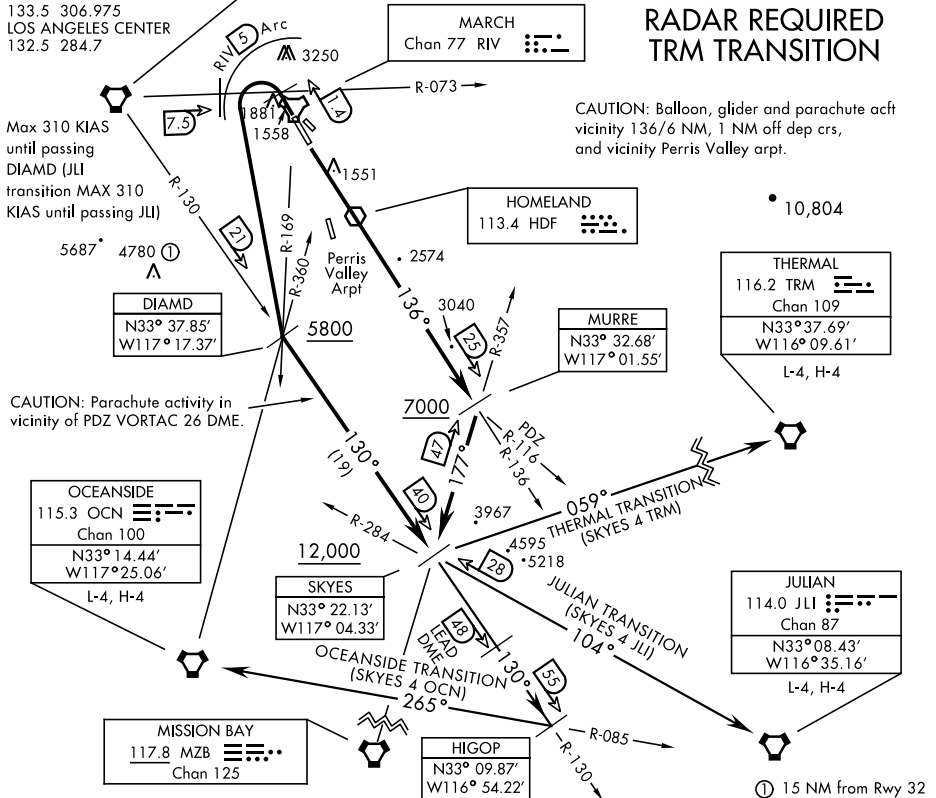 133.5 306.975
LOS ANGELES CENTER
132.5 284.7
RADAR REQUIRED
TRM TRANSITION
MARCH
Chan 77 RIV
RIV 5 Arc
3250
R-073
7.5
1881
1558
1.4
CAUTION: Balloon, glider and parachute acft
vicinity 136/6 NM, 1 NM off dep crs,
and vicinity Perris Valley arpt.
Max 310 KIAS
until passing
DIAMD (JLI
transition MAX 310
KIAS until passing JLI)
R-130
21
R-169
R-360
1551
HOMELAND
113.4 HDF
10,804
5687
4780 ①
Perris
Valley
Arpt
2574
136°
3040
25
R-357
DIAMD
N33° 37.85'
W117° 17.37'
5800
MURRE
N33° 32.68'
W117° 01.55'
THERMAL
116.2 TRM
Chan 109
N33° 37.69'
W116° 09.61'
L-4, H-4
CAUTION: Parachute activity in
vicinity of PDZ VORTAC 26 DME.
7000
130°
(19)
47
177°
PDZ
R-116
R-136
40
059°
THERMAL TRANSITION
(SKYES 4 TRM)
OCEANSIDE
115.3 OCN
Chan 100
N33° 14.44'
W117° 25.06'
L-4, H-4
R-284
3967
12,000
4595
5218
28
SKYES
N33° 22.13'
W117° 04.33'
JULIAN TRANSITION
(SKYES 4 JLI)
104°
JULIAN
114.0 JLI
Chan 87
N33° 08.43'
W116° 35.16'
L-4, H-4
LEAD
DME
48
130°
55
OCEANSIDE TRANSITION
(SKYES 4 OCN)
265°
R-085
R-130
MISSION BAY
117.8 MZB
Chan 125
HIGOP
N33° 09.87'
W116° 54.22'
① 15 NM from Rwy 32